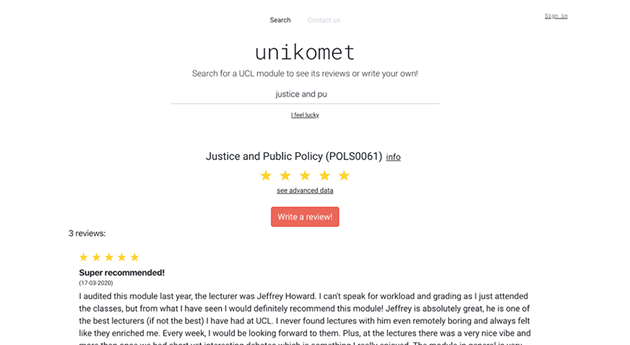 Search Contact us Sign in
unikomet
Search for a UCL module to see its reviews or write your own!
justice and pu
I feel lucky
Justice and Public Policy (POLS0061) info
see advanced data
Write a review!
3 reviews:
Super recommended!
(17-03-2020)
I audited this module last year, the lecturer was Jeffrey Howard. I can't speak for workload and grading as I just attended
the classes, but from what I have seen I would definitely recommend this module! Jeffrey is absolutely great, he is one of
the best lecturers (if not the best) I have had at UCL. I never found lectures with him even remotely boring and always felt
like they enriched me. Every week, I would be looking forward to them. Plus, at the lectures there was a very nice vibe and